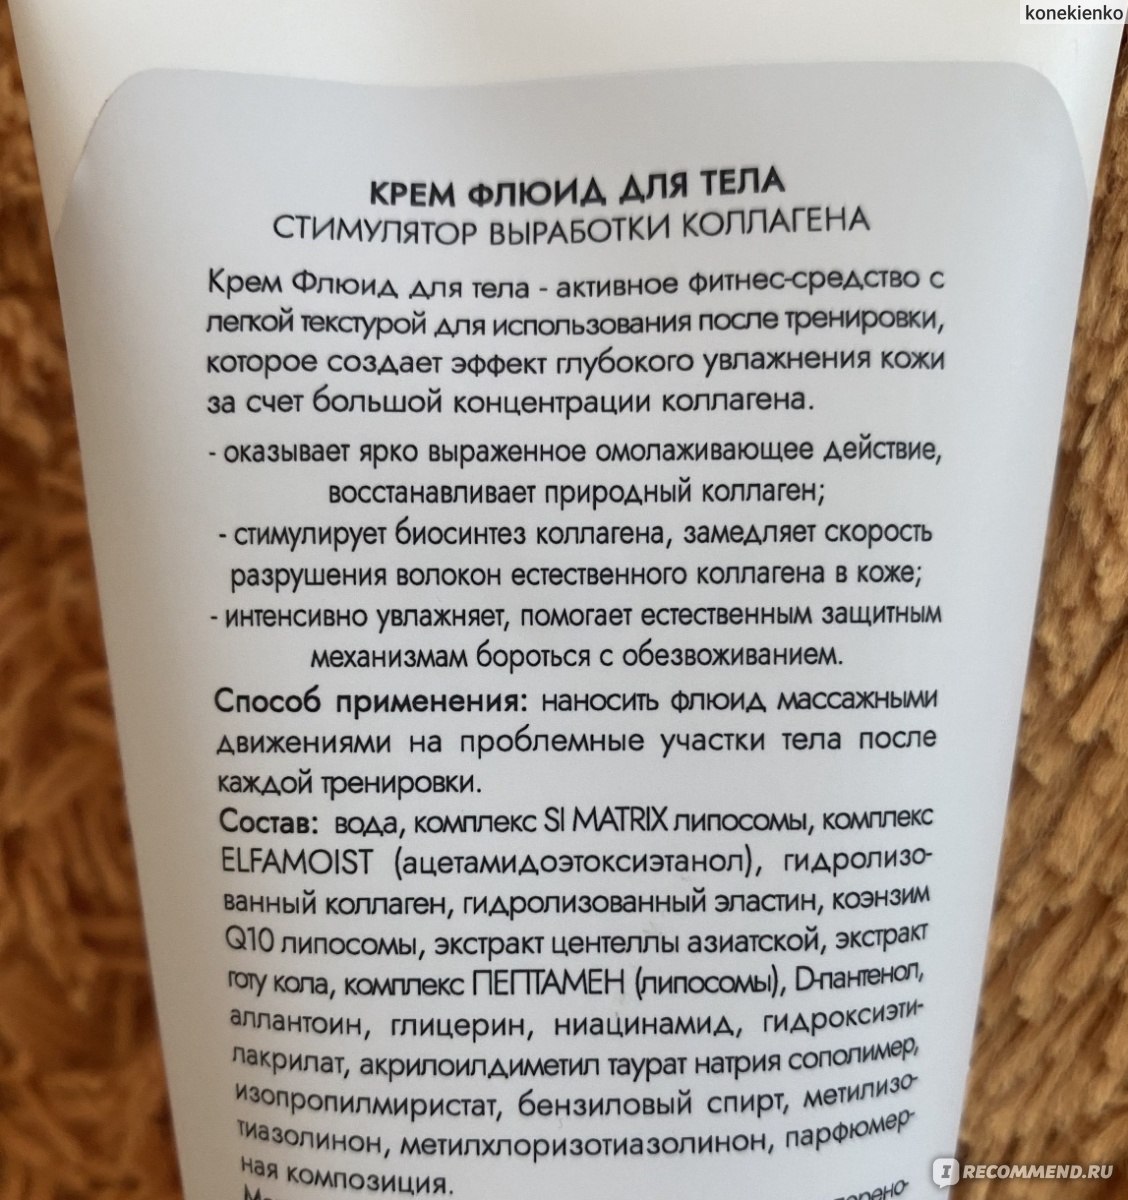 konekienko
КРЕМ ФЛЮИД ДЛЯ ТЕЛА
СТИМУЛЯТОР ВЫРАБОТКИ КОЛЛАГЕНА
Крем Флюид для тела - активное фитнес-средство с
легкой текстурой для использования после тренировки,
которое создает эффект глубокого увлажнения кожи
за счет большой концентрации коллагена.
- оказывает ярко выраженное омолаживающее действие,
восстанавливает природный коллаген;
- стимулирует биосинтез коллагена, замедляет скорость
разрушения волокон естественного коллагена в коже;
- интенсивно увлажняет, помогает естественным защитным
механизмам бороться с обезвоживанием.
Способ применения: наносить флюид массажными
движениями на проблемные участки тела после
каждой тренировки.
Состав: вода, комплекс SI MATRIX липосомы, комплекс
ELFAMOIST (ацетамидоэтоксиэтанол), гидролизо-
ванный коллаген, гидролизованный эластин, коэнзим
Q10 липосомы, экстракт центеллы азиатской, экстракт
готу кола, комплекс ПЕПТАМЕН (липосомы), D-пантенол,
аллантоин, глицерин, ниацинамид, гидроксиэти-
лакрилат, акрилоилдиметил таурат натрия сополимер,
изопропилмиристат, бензиловый спирт, метилизо-
тиазолинон, метилхлоризотиазолинон, парфюмер-
ная композиция.
IRECOMMEND.RU